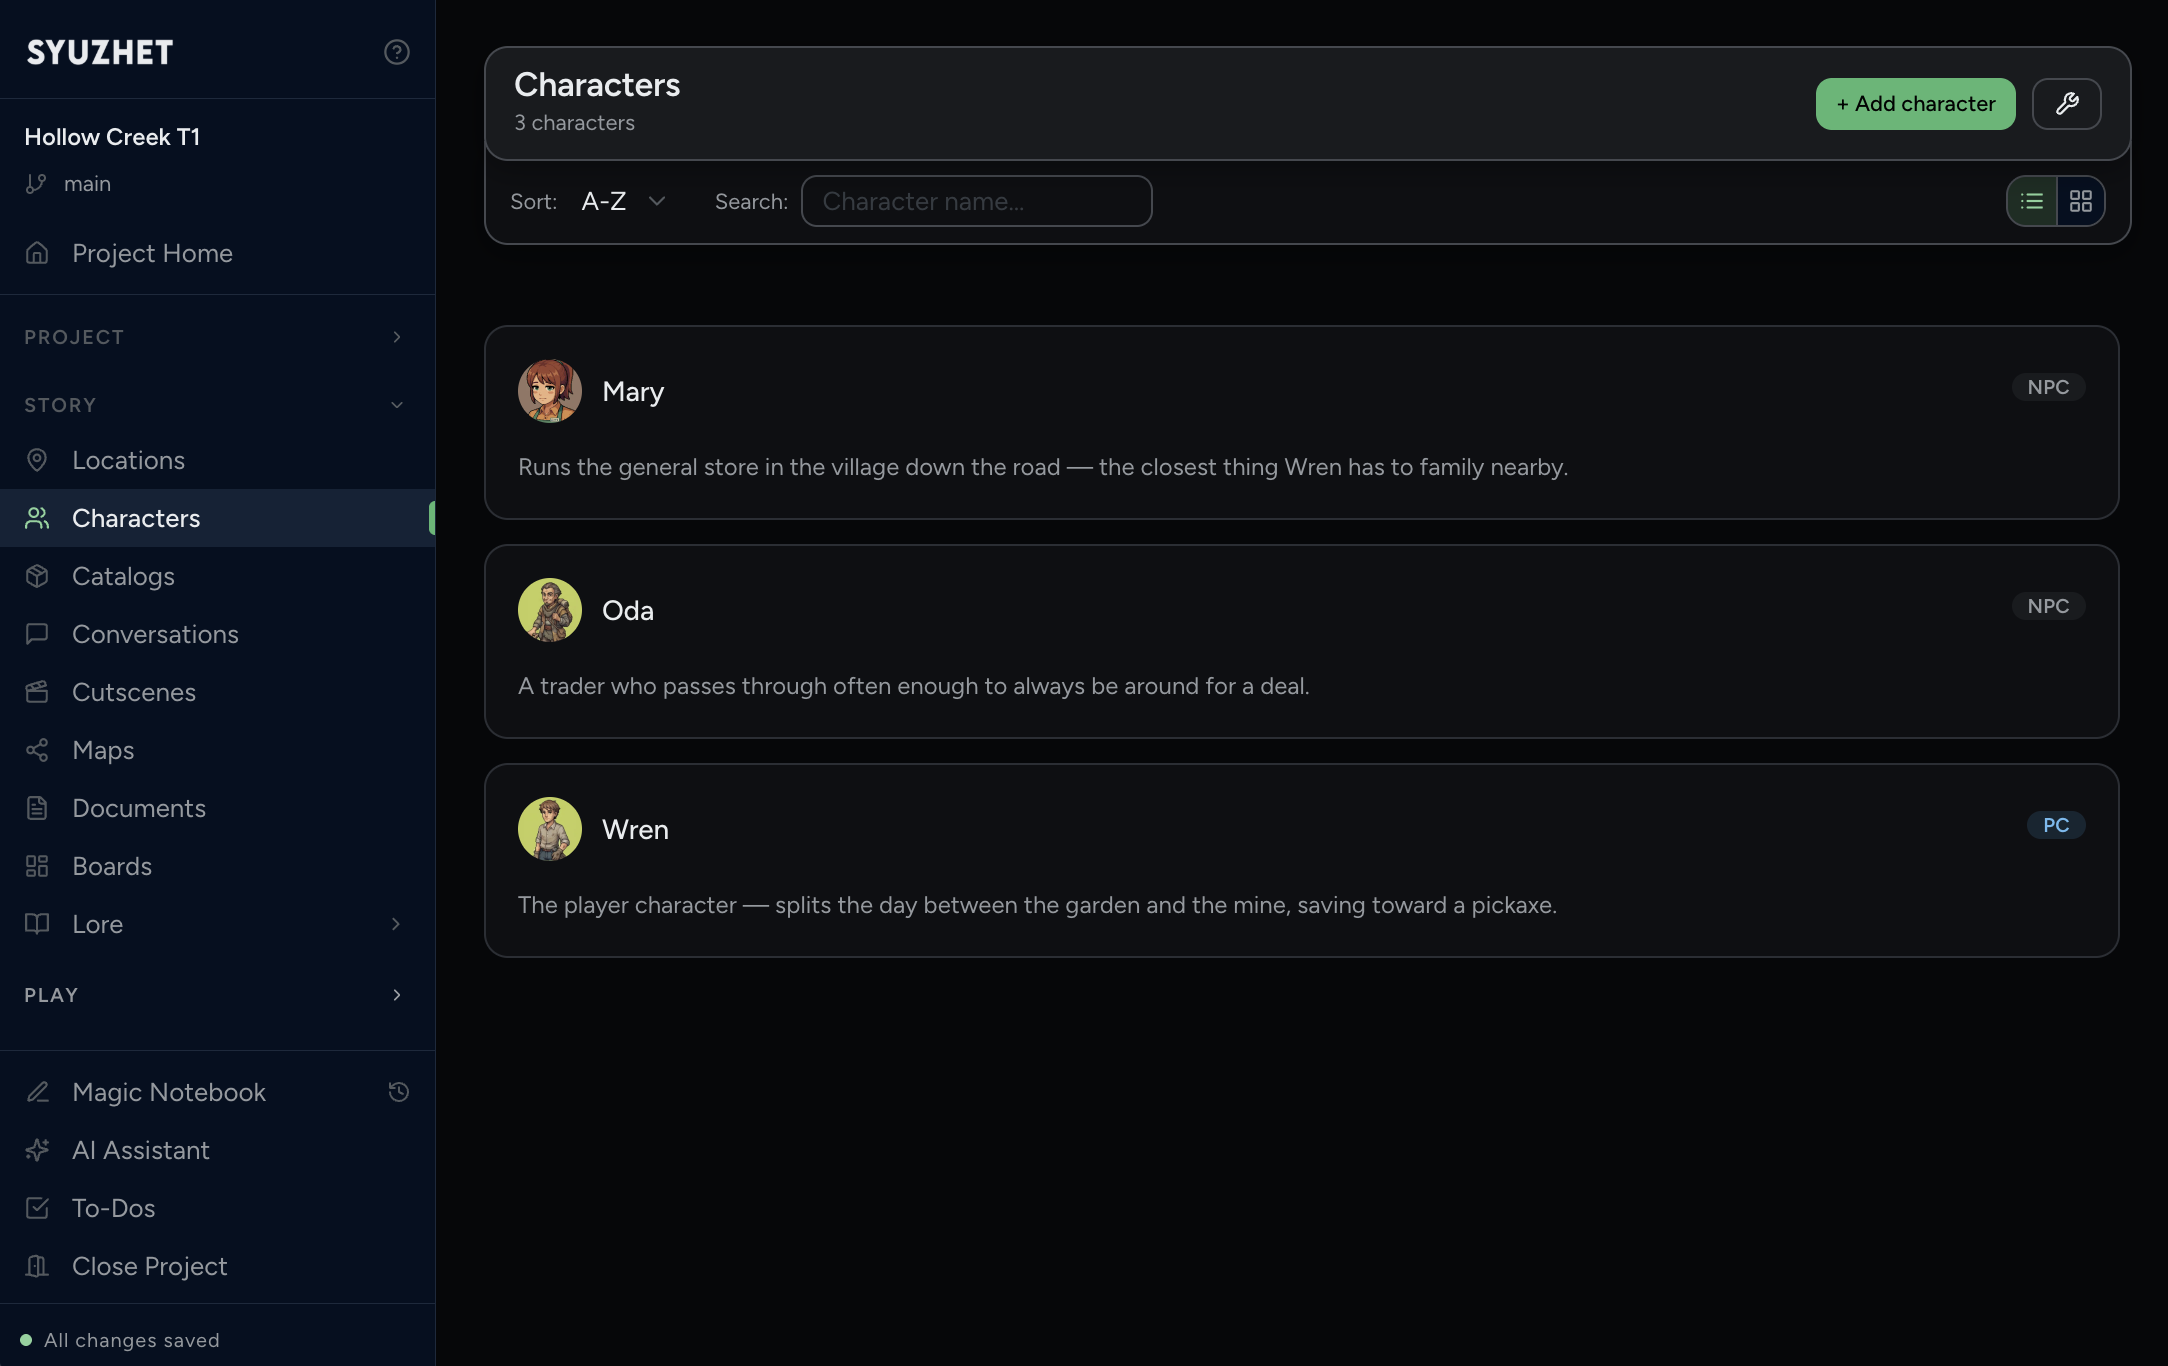 SYUZHET
Hollow Creek T1
main
Project Home
PROJECT
STORY
Locations
Characters
Catalogs
Conversations
Cutscenes
Maps
Documents
Boards
Lore
PLAY
Magic Notebook
AI Assistant
To-Dos
Close Project
All changes saved
Characters
3 characters
+ Add character
Sort: A-Z Search: Character name...
Mary NPC
Runs the general store in the village down the road — the closest thing Wren has to family nearby.
Oda NPC
A trader who passes through often enough to always be around for a deal.
Wren PC
The player character — splits the day between the garden and the mine, saving toward a pickaxe.